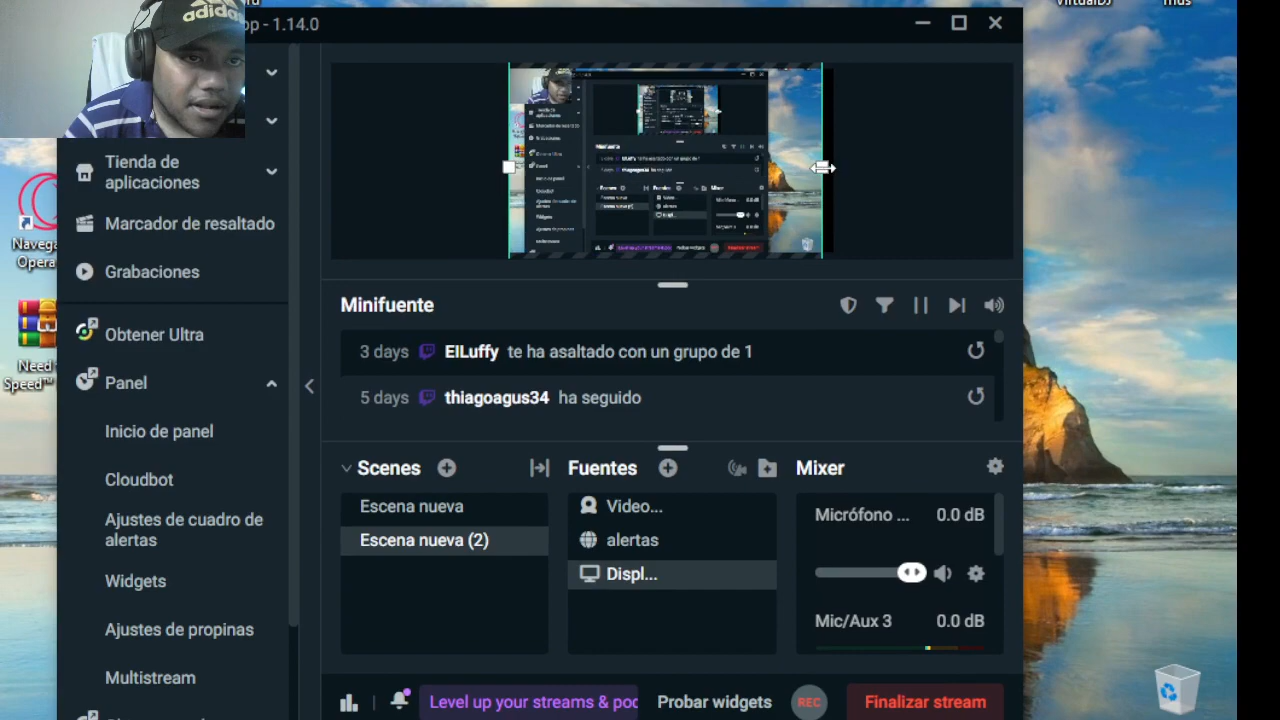 VirtualDJ
adidas
op - 1.14.0
Tienda de
aplicaciones
Marcador de resaltado
Grabaciones
Navega
Opera
Obtener Ultra
Need
Speed™
Panel
Inicio de panel
Cloudbot
Ajustes de cuadro de
alertas
Widgets
Ajustes de propinas
Multistream
Minifuente
3 days EILuffy te ha asaltado con un grupo de 1
5 days thiagoagus34 ha seguido
Scenes
Escena nueva
Escena nueva (2)
Fuentes
Video...
alertas
Displ...
Mixer
Micrófono ... 0.0 dB
Mic/Aux 3 0.0 dB
Level up your streams & poc
Probar widgets
REC
Finalizar stream